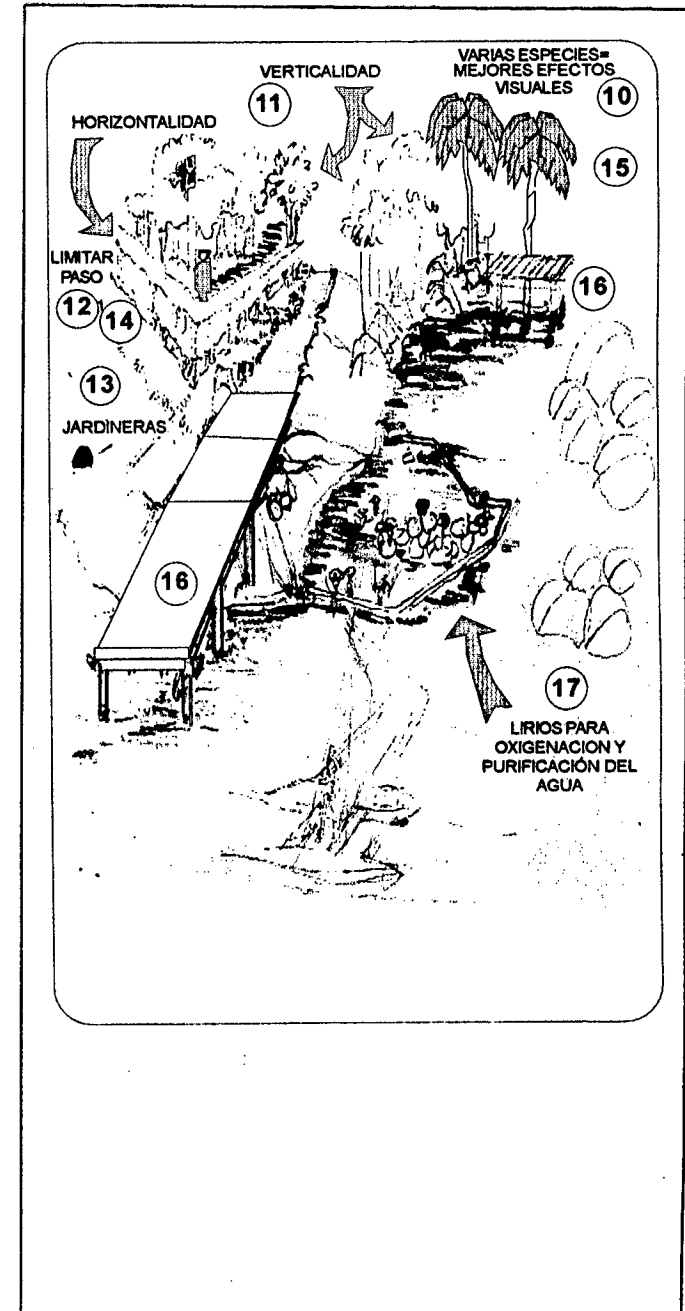 VARIAS ESPECIES=
MEJORES EFECTOS
VISUALES
10
VERTICALIDAD
11
HORIZONTALIDAD
15
LIMITAR
PASO
12
14
16
13
JARDINERAS
16
17
LIRIOS PARA
OXIGENACION Y
PURIFICACIÓN DEL
AGUA